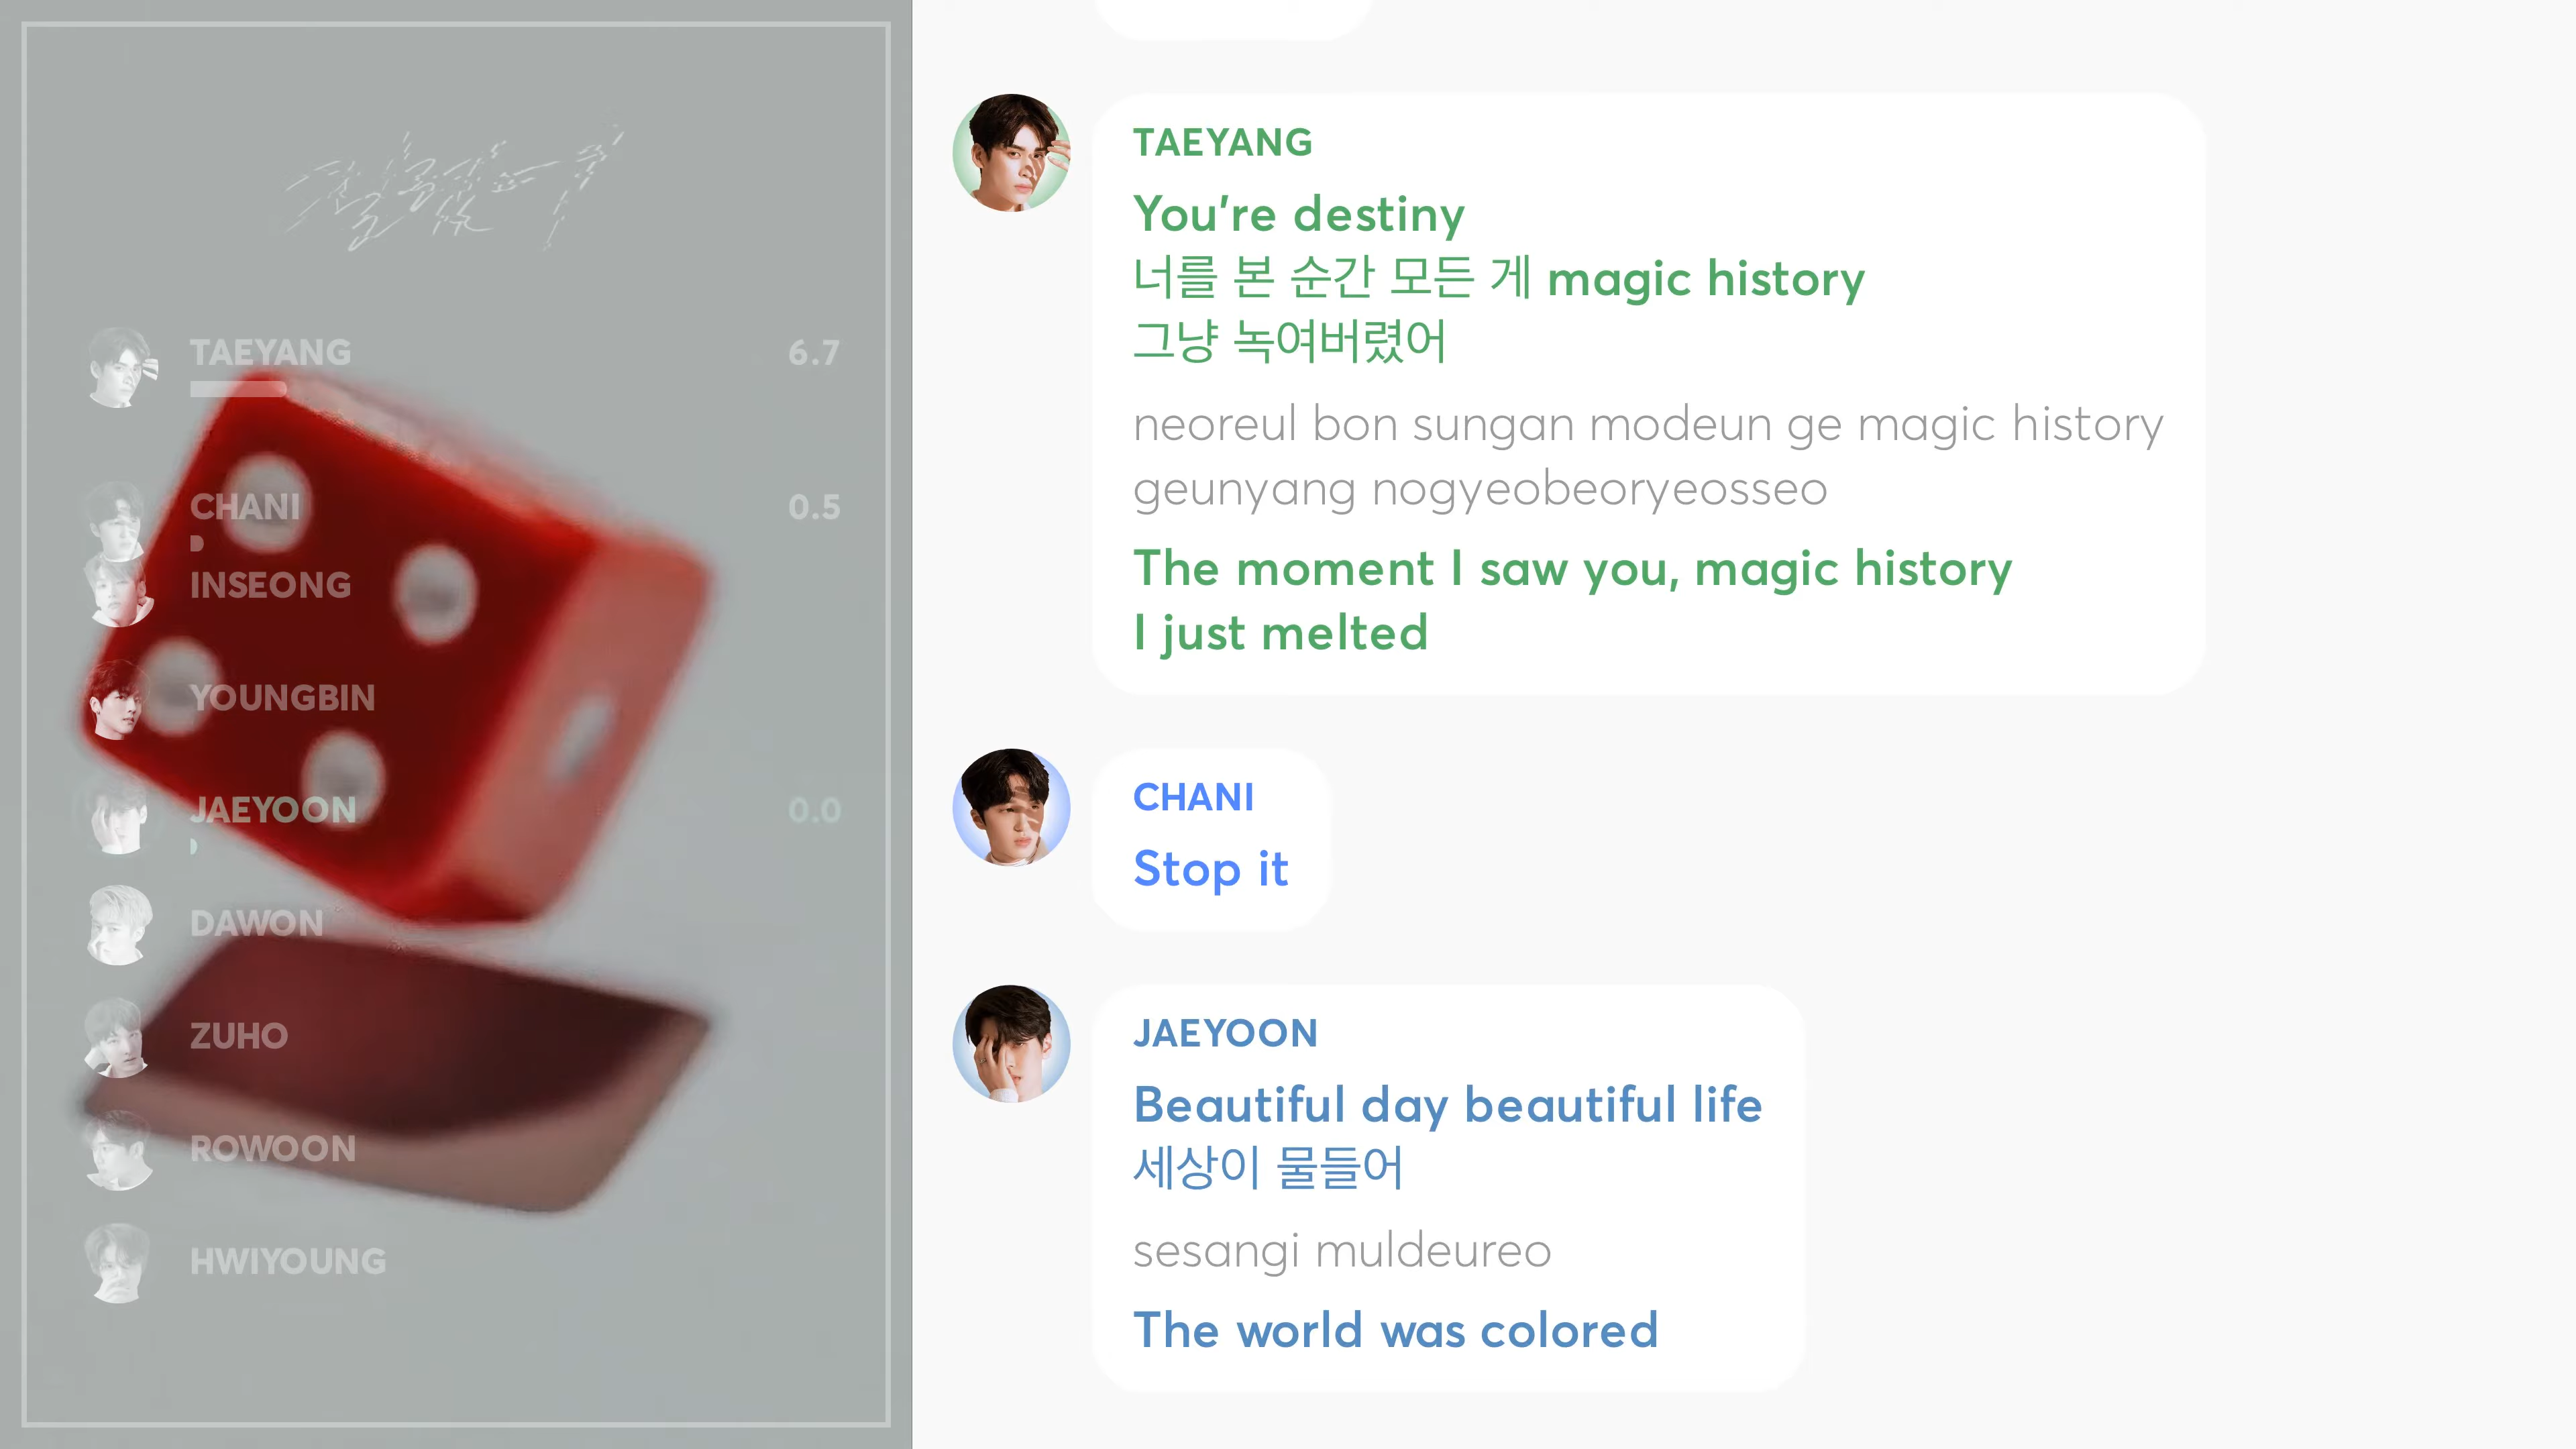 TAEYANG
6.7
CHANI
0.5
INSEONG
YOUNGBIN
JAEYOON
0.0
DAWON
ZUHO
ROWOON
HWIYOUNG
TAEYANG
You're destiny
너를 본 순간 모든 게 magic history
그냥 녹여버렸어
neoreul bon sungan modeun ge magic history
geunyang nogyeobeoryeosseo
The moment I saw you, magic history
I just melted
CHANI
Stop it
JAEYOON
Beautiful day beautiful life
세상이 물들어
sesangi muldeureo
The world was colored